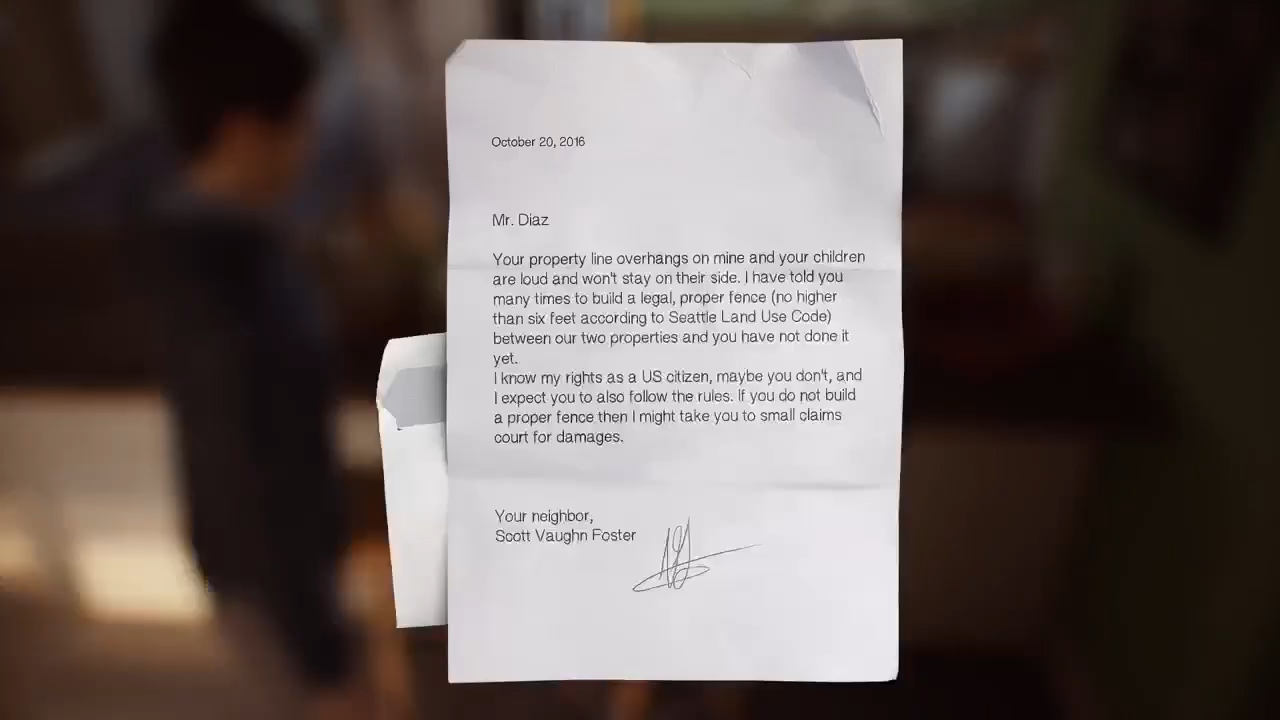 October 20, 2016
Mr. Diaz
Your property line overhangs on mine and your children
are loud and won't stay on their side. I have told you
many times to build a legal, proper fence (no higher
than six feet according to Seattle Land Use Code)
between our two properties and you have not done it
yet.
I know my rights as a US citizen, maybe you don't, and
I expect you to also follow the rules. If you do not build
a proper fence then I might take you to small claims
court for damages.
Your neighbor,
Scott Vaughn Foster